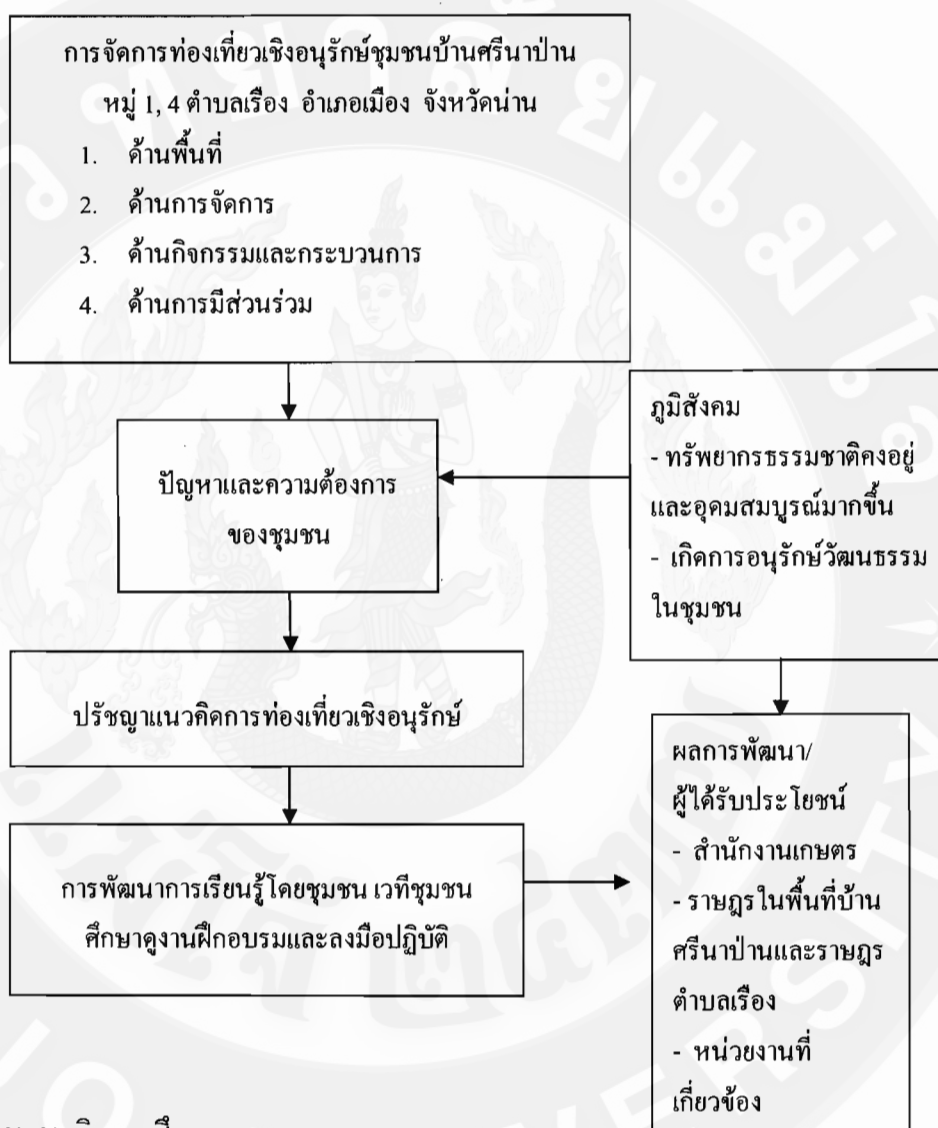 การจัดการท่องเที่ยวเชิงอนุรักษ์ชุมชนบ้านศรีนาป่าน
หมู่ 1, 4 ตำบลเรือง อำเภอเมือง จังหวัดน่าน
1. ด้านพื้นที่
2. ด้านการจัดการ
3. ด้านกิจกรรมและกระบวนการ
4. ด้านการมีส่วนร่วม
ปัญหาและความต้องการ
ของชุมชน
ภูมิสังคม
- ทรัพยากรธรรมชาติคงอยู่
และอุดมสมบูรณ์มากขึ้น
- เกิดการอนุรักษ์วัฒนธรรม
ในชุมชน
ปรัชญาแนวคิดการท่องเที่ยวเชิงอนุรักษ์
การพัฒนาการเรียนรู้โดยชุมชน เวทีชุมชน
ศึกษาดูงานฝึกอบรมและลงมือปฏิบัติ
ผลการพัฒนา/
ผู้ได้รับประโยชน์
- สำนักงานเกษตร
- ราษฎรในพื้นที่บ้าน
ศรีนาป่านและราษฎร
ตำบลเรือง
- หน่วยงานที่
เกี่ยวข้อง